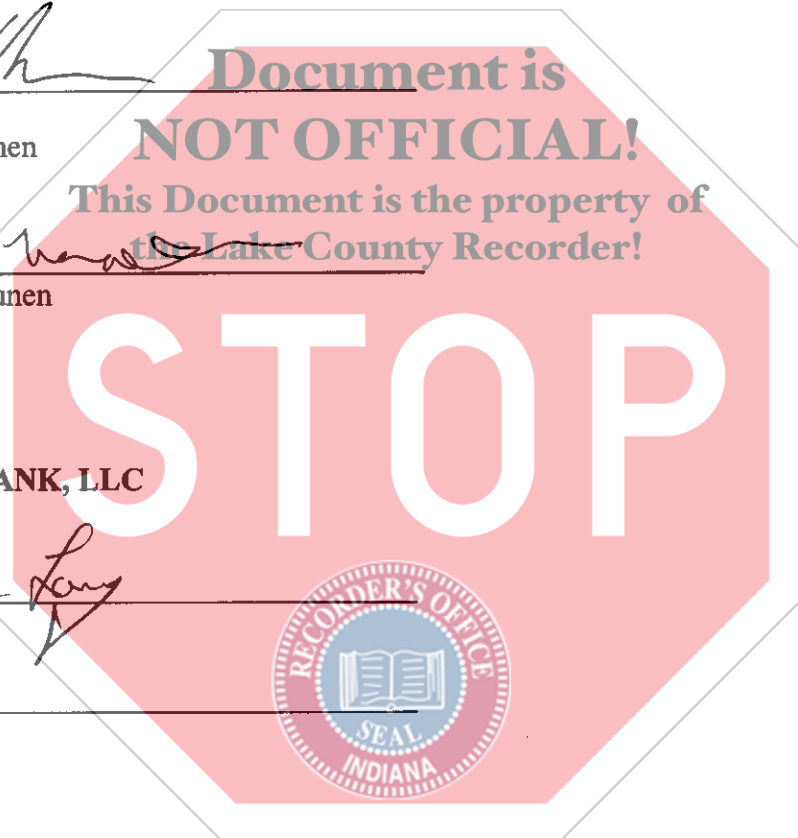 Document is
NOT OFFICIAL!
nen
This Document is the property of
the Lake County Recorder!
unen
STOP
ANK, LLC
RECORDER'S OFFICE
SEAL
INDIANA